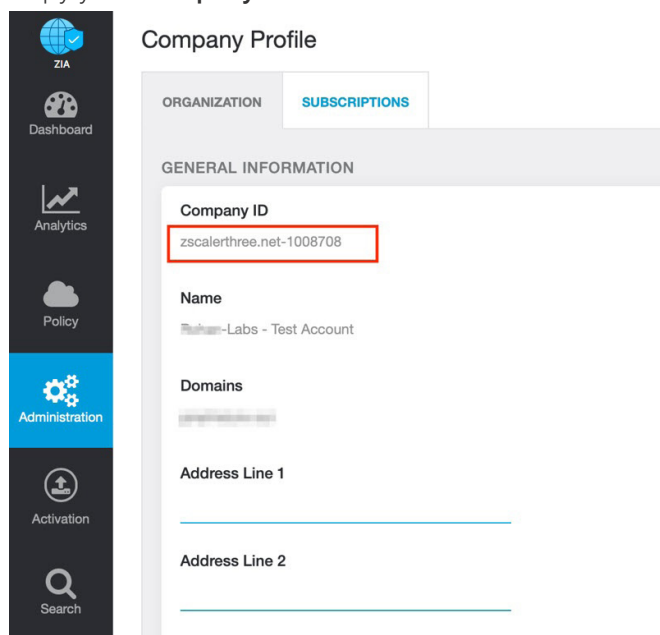 ZIA
Dashboard
Analytics
Policy
Administration
Activation
Search
Company Profile
ORGANIZATION
SUBSCRIPTIONS
GENERAL INFORMATION
Company ID
zscalerthree.net-1008708
Name
-Labs - Test Account
Domains
Address Line 1
Address Line 2